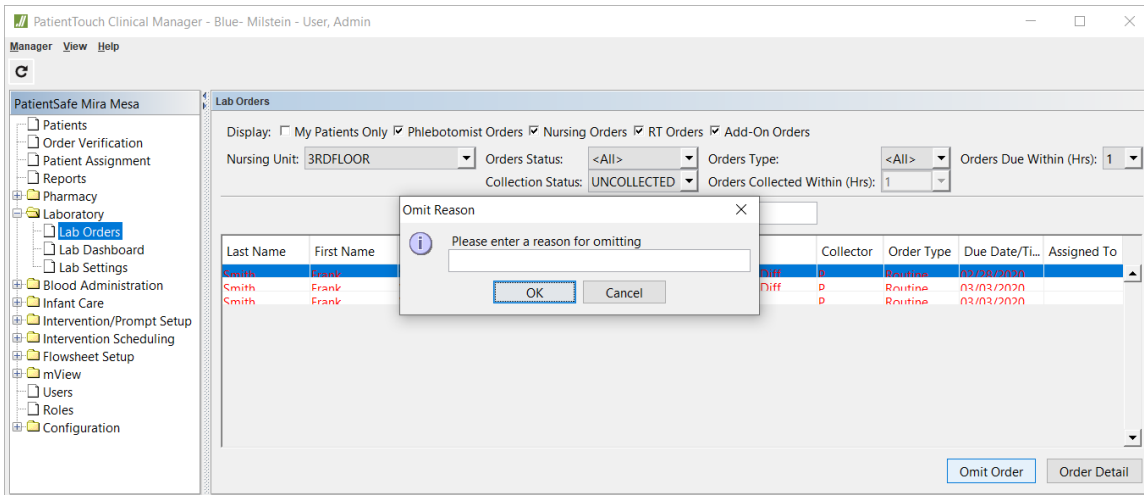 PatientTouch Clinical Manager - Blue- Milstein - User, Admin
Manager View Help
PatientSafe Mira Mesa
Patients
Order Verification
Patient Assignment
Reports
Pharmacy
Laboratory
Lab Orders
Lab Dashboard
Lab Settings
Blood Administration
Infant Care
Intervention/Prompt Setup
Intervention Scheduling
Flowsheet Setup
mView
Users
Roles
Configuration
Lab Orders
Display: My Patients Only Phlebotomist Orders Nursing Orders RT Orders Add-On Orders
Nursing Unit: 3RDFLOOR Orders Status: <All> Orders Type: <All> Orders Due Within (Hrs): 1
Collection Status: UNCOLLECTED Orders Collected Within (Hrs): 1
Last Name First Name Collector Order Type Due Date/Ti... Assigned To
Smith Frank Diff P Routine 02/28/2020
Smith Frank Diff P Routine 03/03/2020
Smith Frank P Routine 03/03/2020
Omit Reason
Please enter a reason for omitting
OK Cancel
Omit Order Order Detail